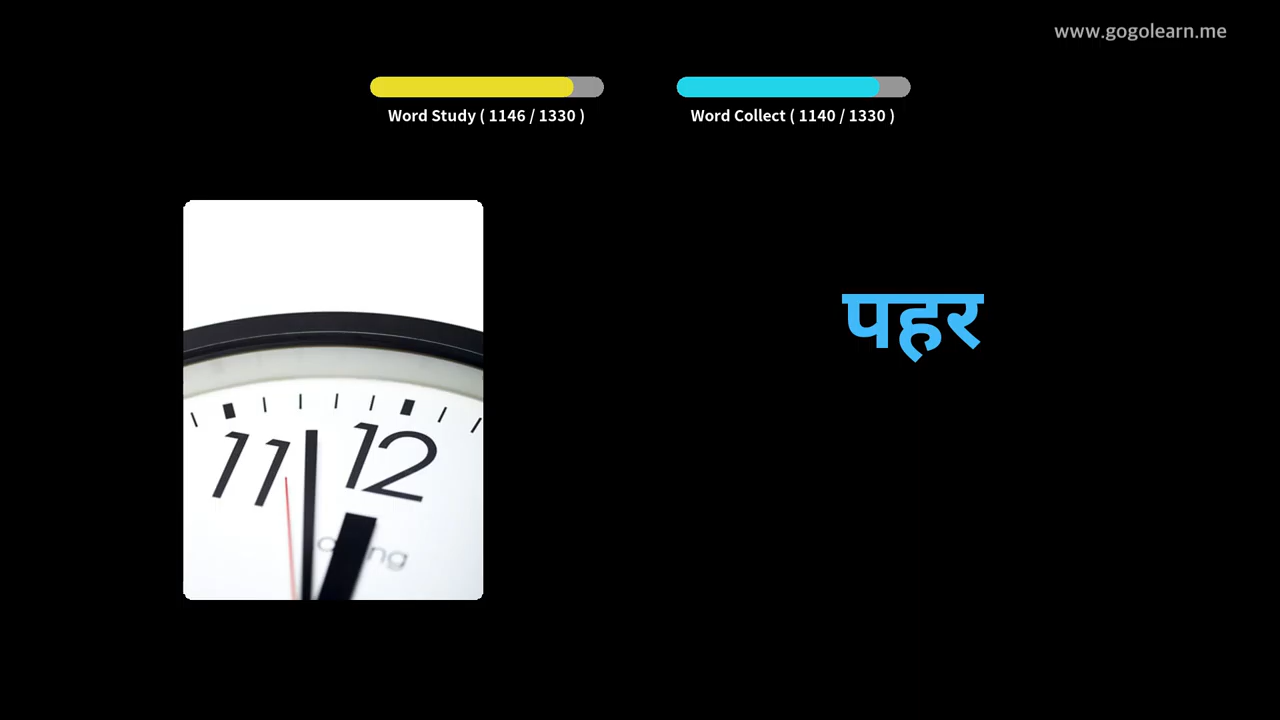 www.gogolearn.me
Word Study ( 1146 / 1330 )
Word Collect ( 1140 / 1330 )
पहर
11 12